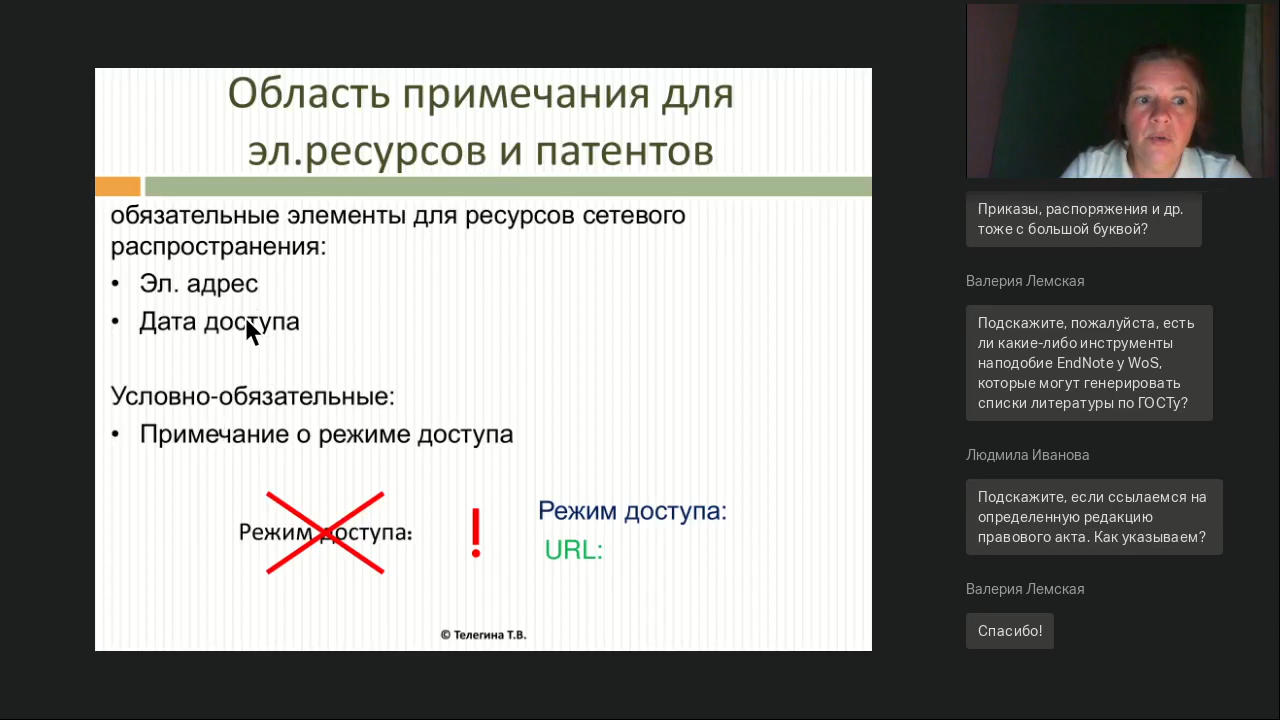 Область примечания для
эл.ресурсов и патентов
обязательные элементы для ресурсов сетевого
распространения:
• Эл. адрес
• Дата доступа
Условно-обязательные:
• Примечание о режиме доступа
Режим доступа:
!
Режим доступа:
URL:
© Телегина Т.В.
Приказы, распоряжения и др.
тоже с большой буквой?
Валерия Лемская
Подскажите, пожалуйста, есть
ли какие-либо инструменты
наподобие EndNote у WoS,
которые могут генерировать
списки литературы по ГОСТу?
Людмила Иванова
Подскажите, если ссылаемся на
определенную редакцию
правового акта. Как указываем?
Валерия Лемская
Спасибо!